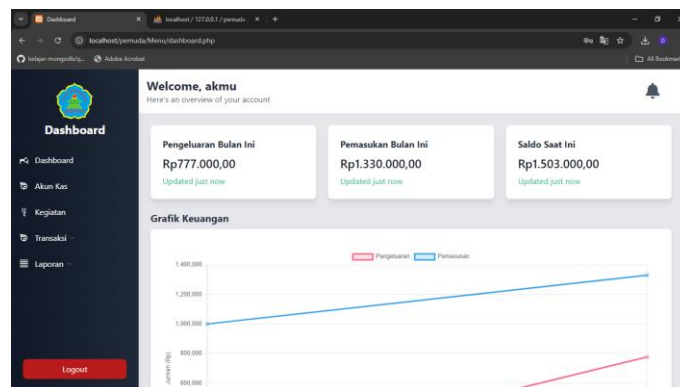 Dashboard
localhost / 127.0.0.1 / pemuda
localhost/pemuda/Menu/dashboard.php
belajar-mongodb/q...
Adobe Acrobat
All Bookmar
Dashboard
Dashboard
Akun Kas
Kegiatan
Transaksi
Laporan
Logout
Welcome, akmu
Here's an overview of your account
Pengeluaran Bulan Ini
Rp777.000,00
Updated just now
Pemasukan Bulan Ini
Rp1.330.000,00
Updated just now
Saldo Saat Ini
Rp1.503.000,00
Updated just now
Grafik Keuangan
Pengeluaran Pemasukan
1,400,000
1,200,000
1,000,000
800,000
600,000
Jumlah (Rp)